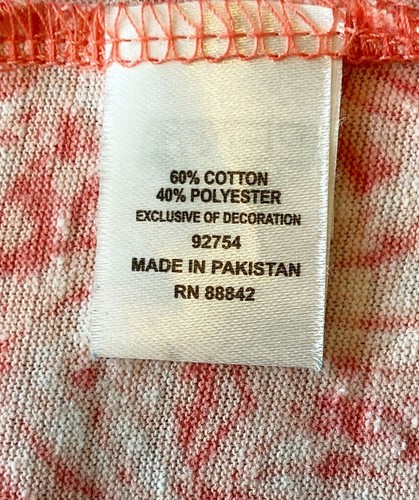 60% COTTON
40% POLYESTER
EXCLUSIVE OF DECORATION
92754
MADE IN PAKISTAN
RN 88842